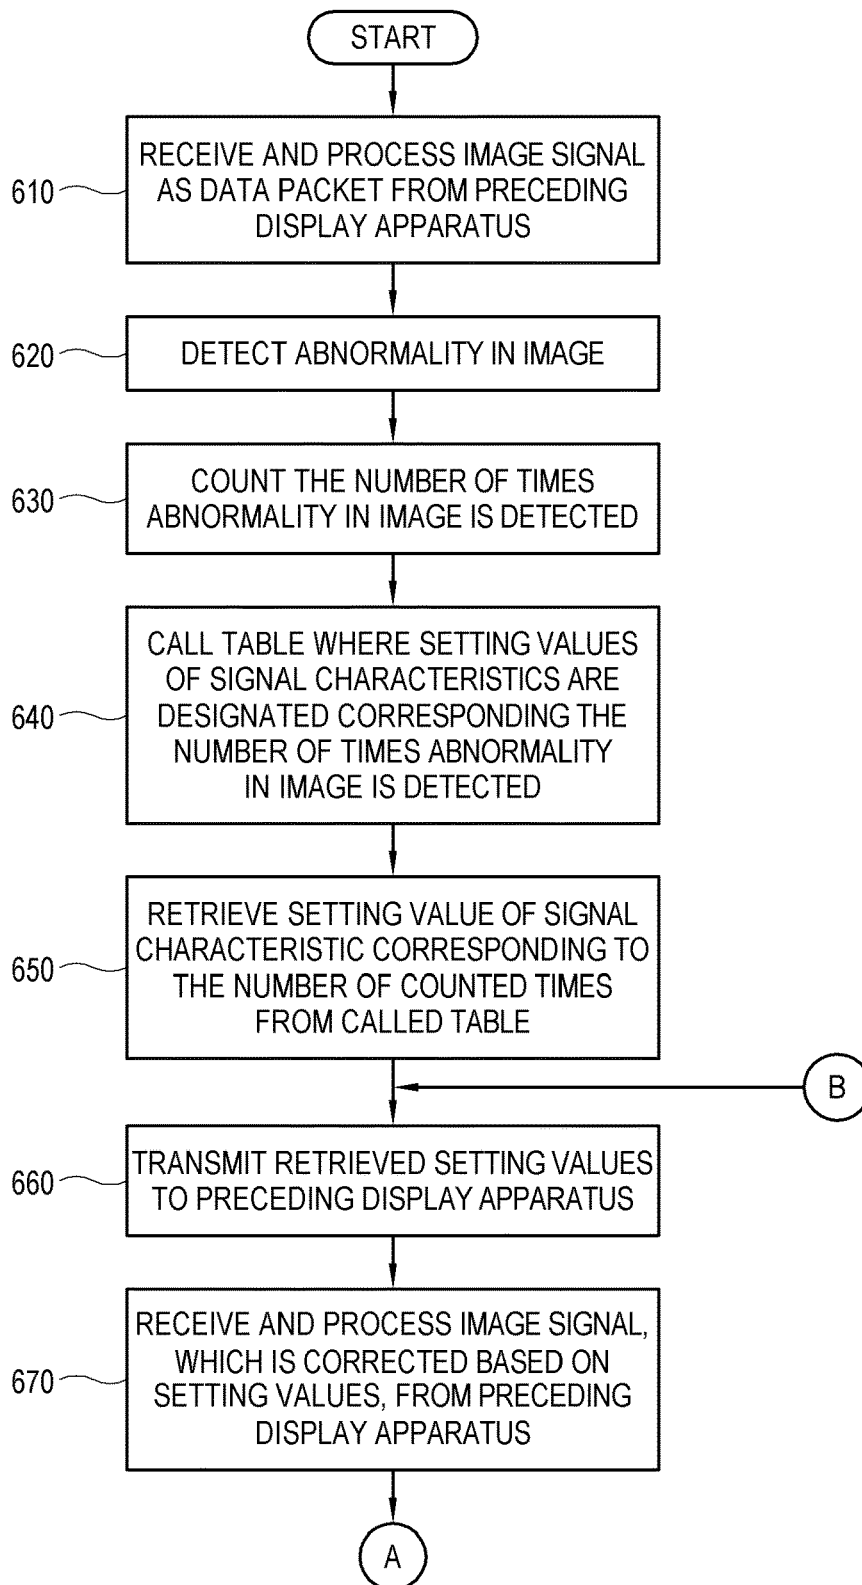 START
610
RECEIVE AND PROCESS IMAGE SIGNAL
AS DATA PACKET FROM PRECEDING
DISPLAY APPARATUS
620
DETECT ABNORMALITY IN IMAGE
630
COUNT THE NUMBER OF TIMES
ABNORMALITY IN IMAGE IS DETECTED
640
CALL TABLE WHERE SETTING VALUES
OF SIGNAL CHARACTERISTICS ARE
DESIGNATED CORRESPONDING THE
NUMBER OF TIMES ABNORMALITY
IN IMAGE IS DETECTED
650
RETRIEVE SETTING VALUE OF SIGNAL
CHARACTERISTIC CORRESPONDING TO
THE NUMBER OF COUNTED TIMES
FROM CALLED TABLE
B
660
TRANSMIT RETRIEVED SETTING VALUES
TO PRECEDING DISPLAY APPARATUS
670
RECEIVE AND PROCESS IMAGE SIGNAL,
WHICH IS CORRECTED BASED ON
SETTING VALUES, FROM PRECEDING
DISPLAY APPARATUS
A